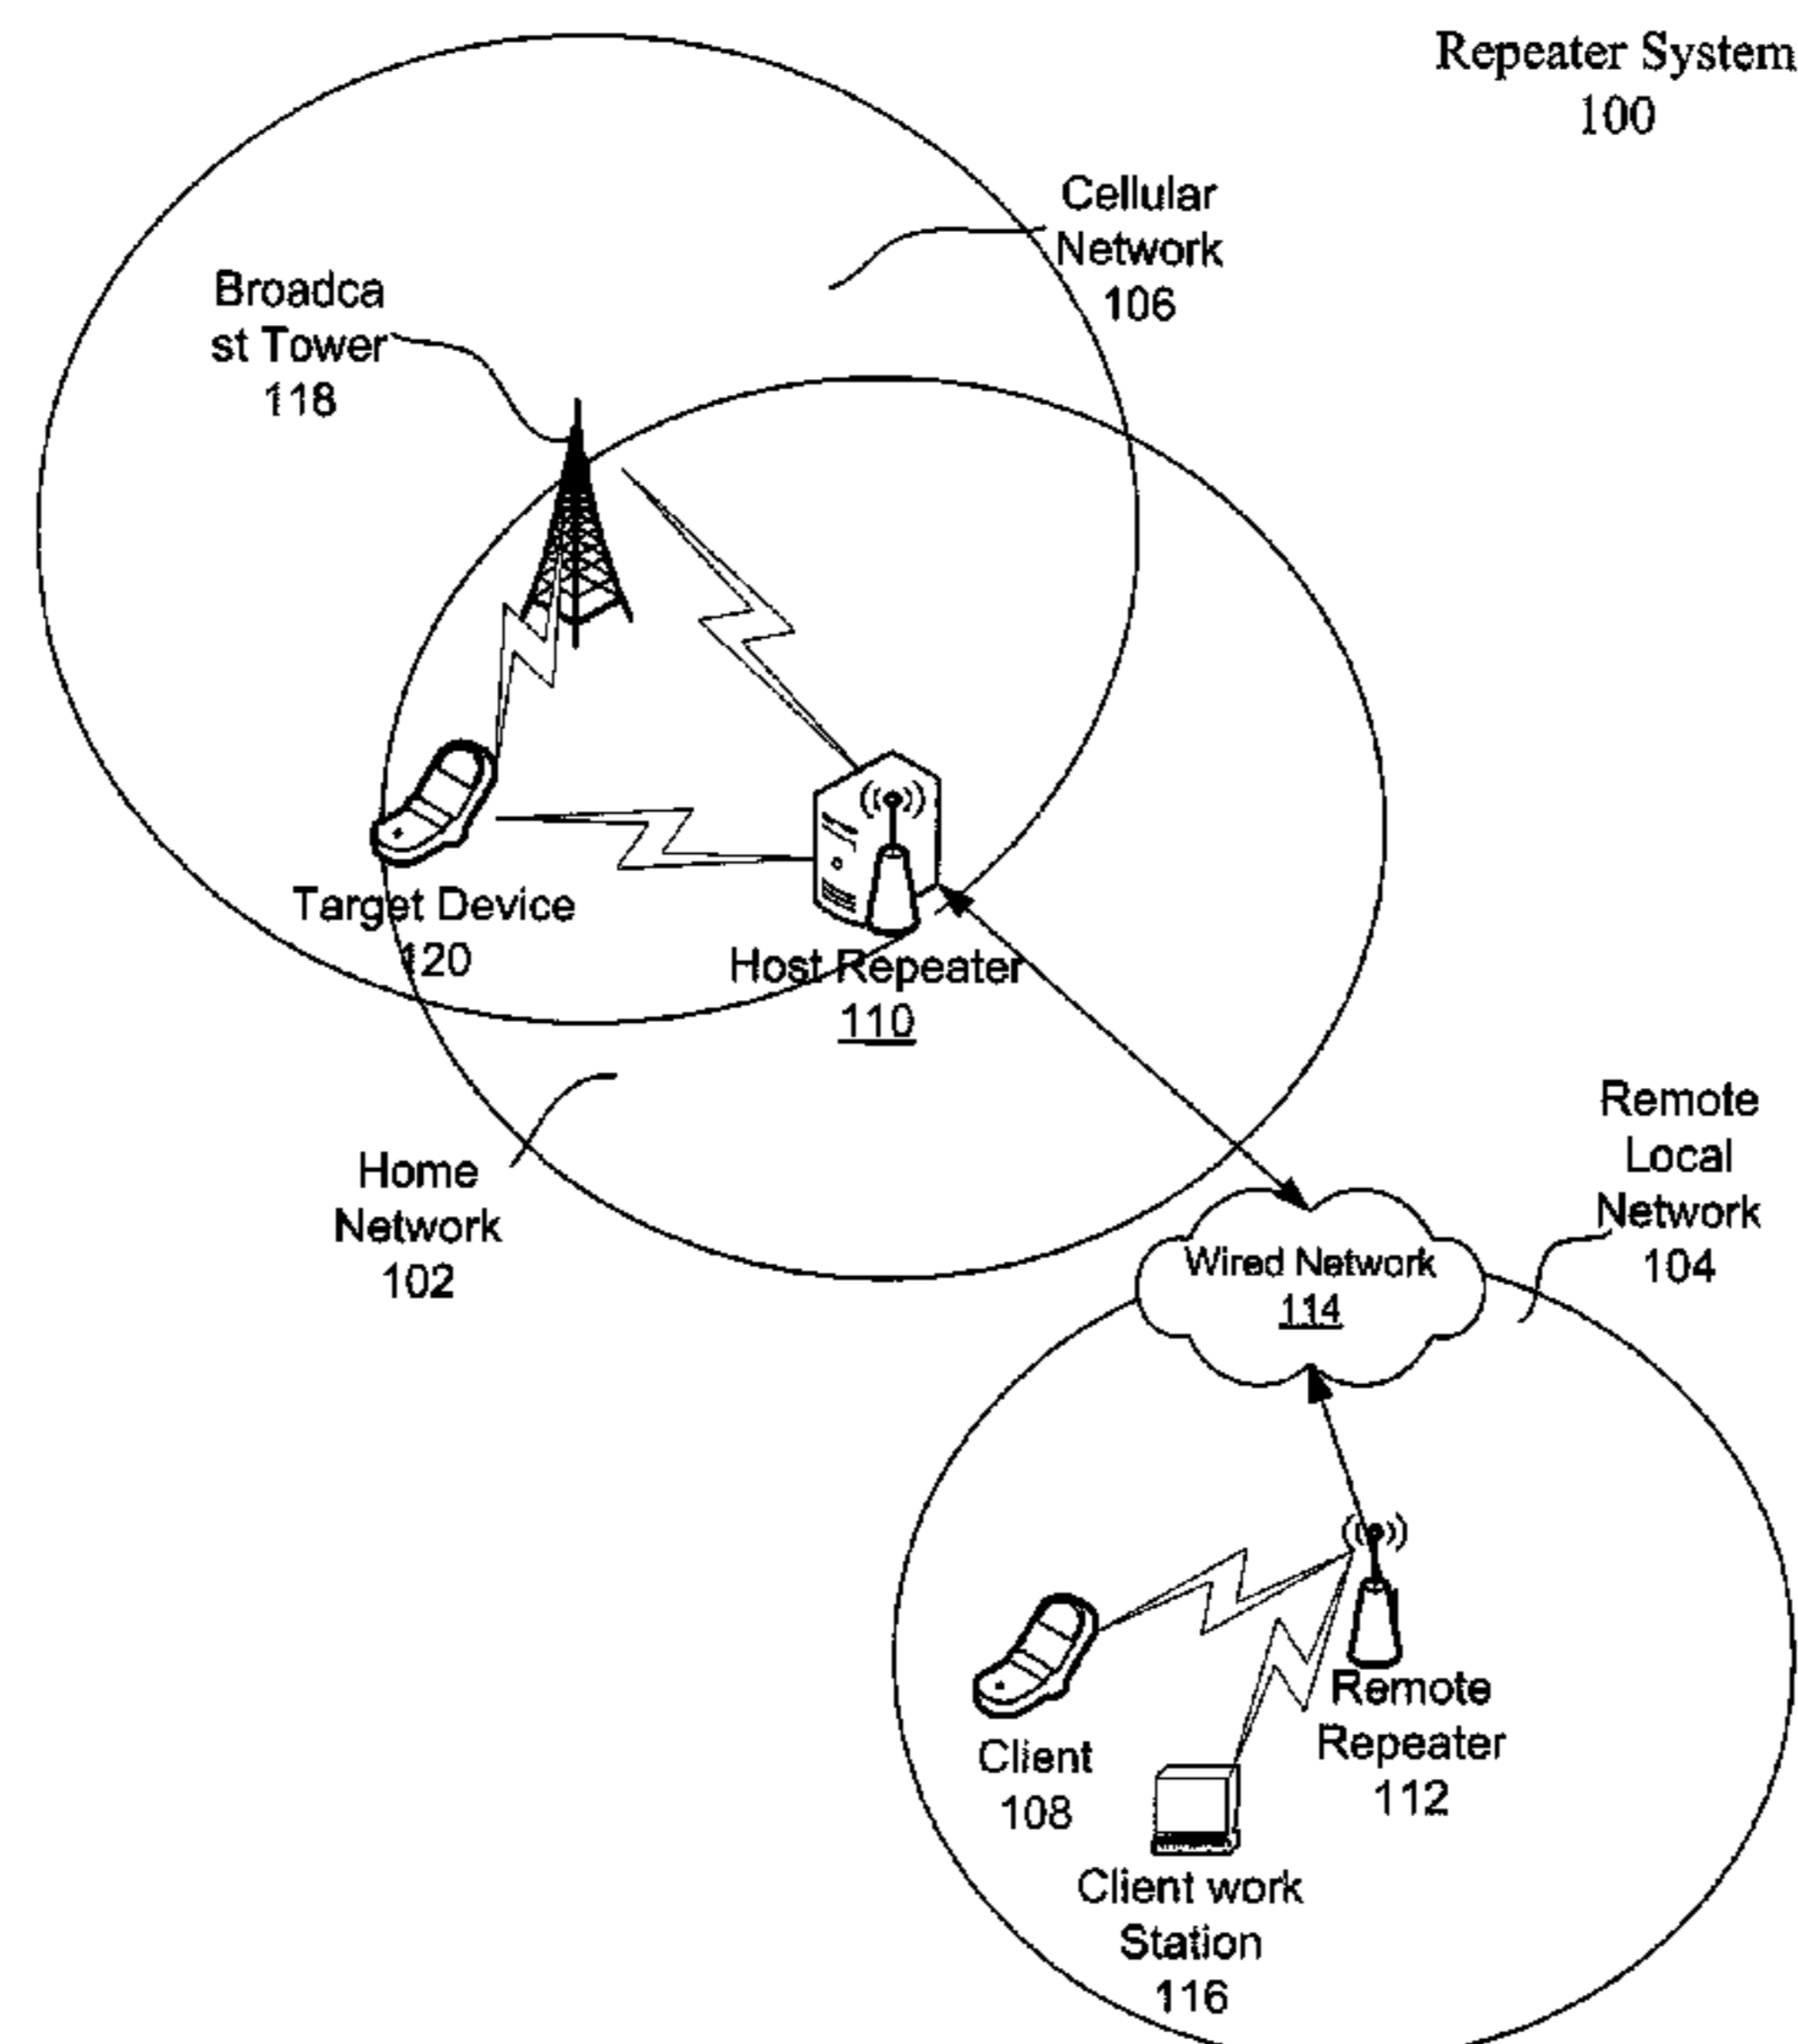 Repeater System
100
Cellular
Network
106
Broadca
st Tower
118
Target Device
120
Host Repeater
110
Home
Network
102
Remote
Local
Network
104
Wired Network
114
Client
108
Remote
Repeater
112
Client work
Station
116